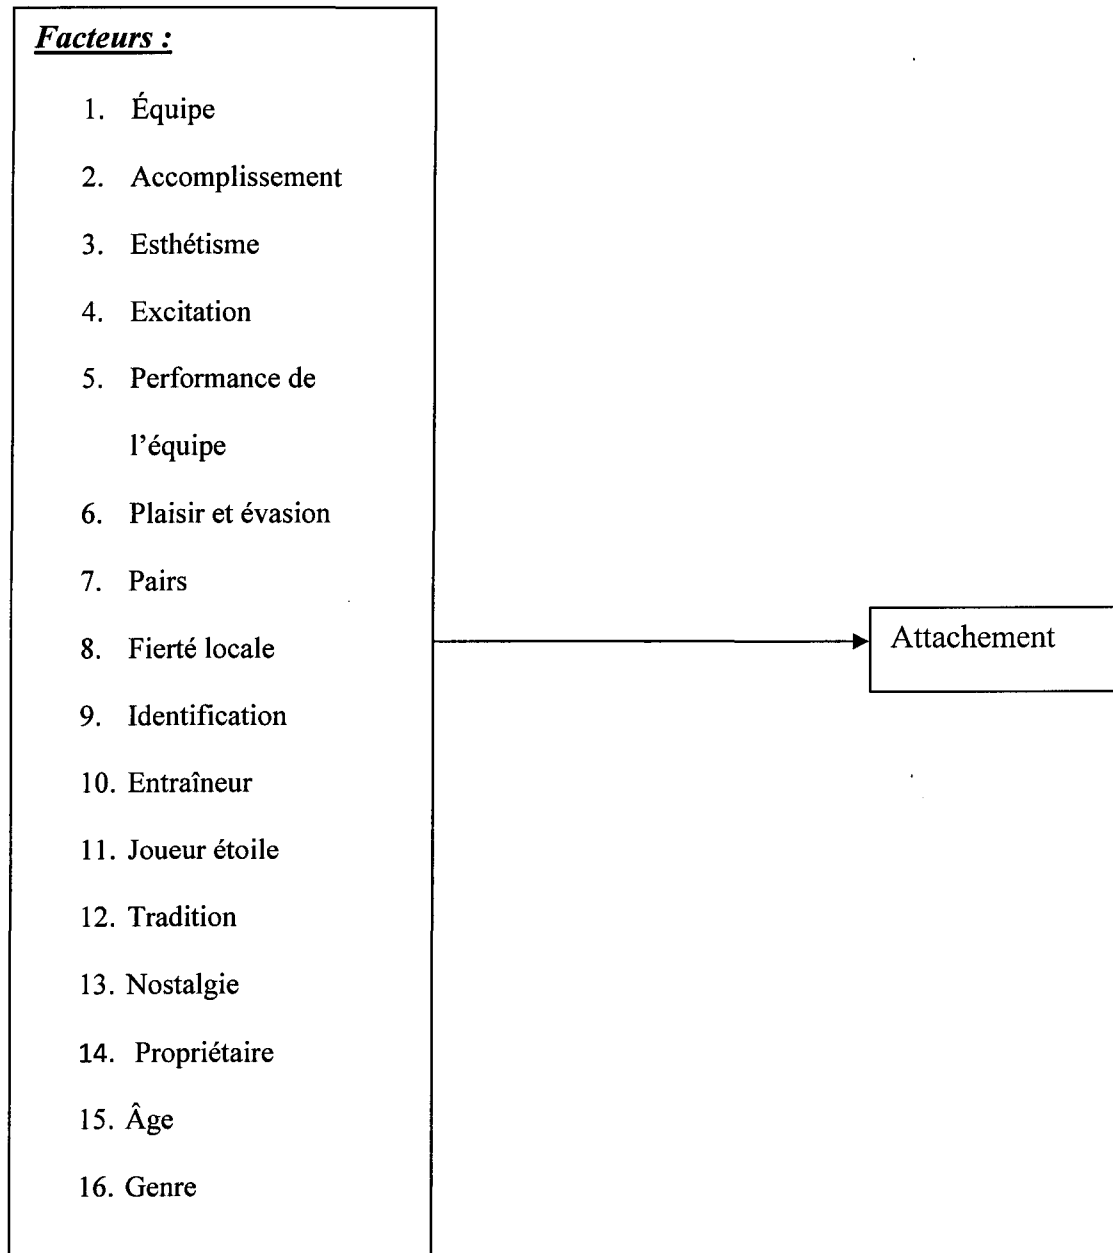 Facteurs :
1. Équipe
2. Accomplissement
3. Esthétisme
4. Excitation
5. Performance de
l’équipe
6. Plaisir et évasion
7. Pairs
8. Fierté locale
9. Identification
10. Entraîneur
11. Joueur étoile
12. Tradition
13. Nostalgie
14. Propriétaire
15. Âge
16. Genre
Attachement